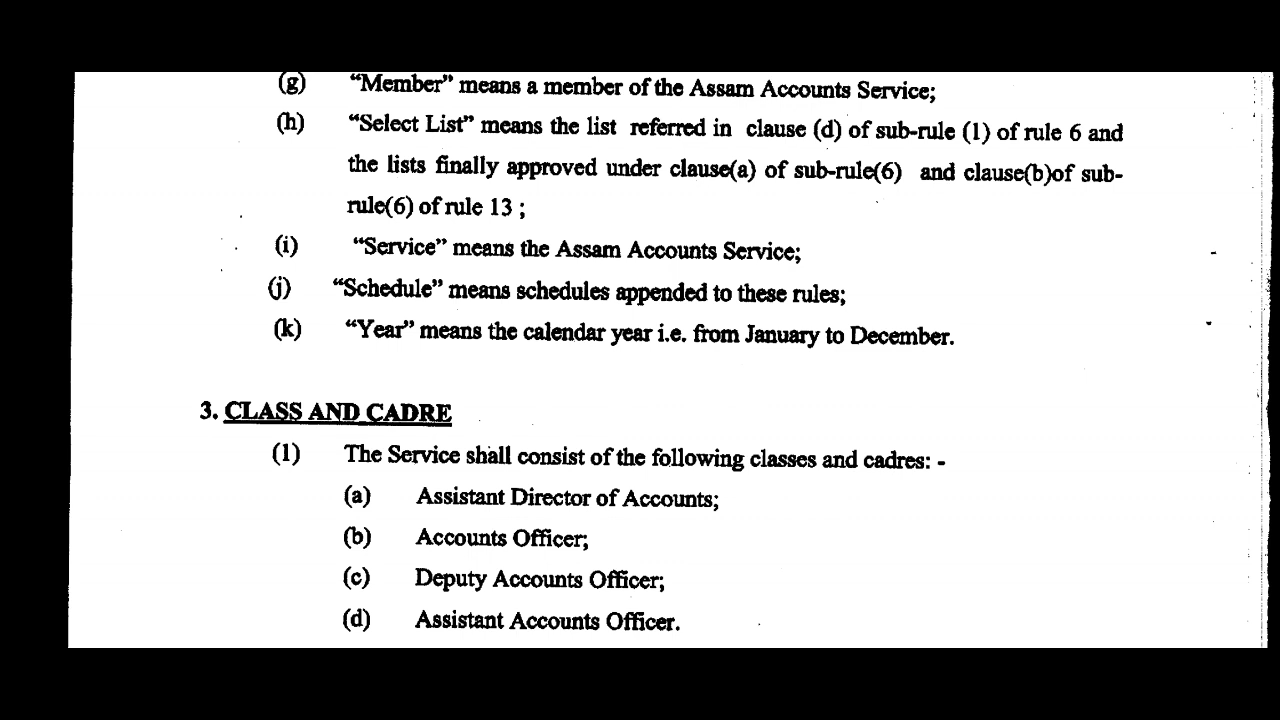 (g) “Member” means a member of the Assam Accounts Service;
(h) “Select List” means the list referred in clause (d) of sub-rule (1) of rule 6 and
the lists finally approved under clause(a) of sub-rule(6) and clause(b)of sub-
rule(6) of rule 13 ;
(i) “Service” means the Assam Accounts Service;
(j) “Schedule” means schedules appended to these rules;
(k) “Year” means the calendar year i.e. from January to December.
3. CLASS AND CADRE
(1) The Service shall consist of the following classes and cadres: -
(a) Assistant Director of Accounts;
(b) Accounts Officer;
(c) Deputy Accounts Officer;
(d) Assistant Accounts Officer.